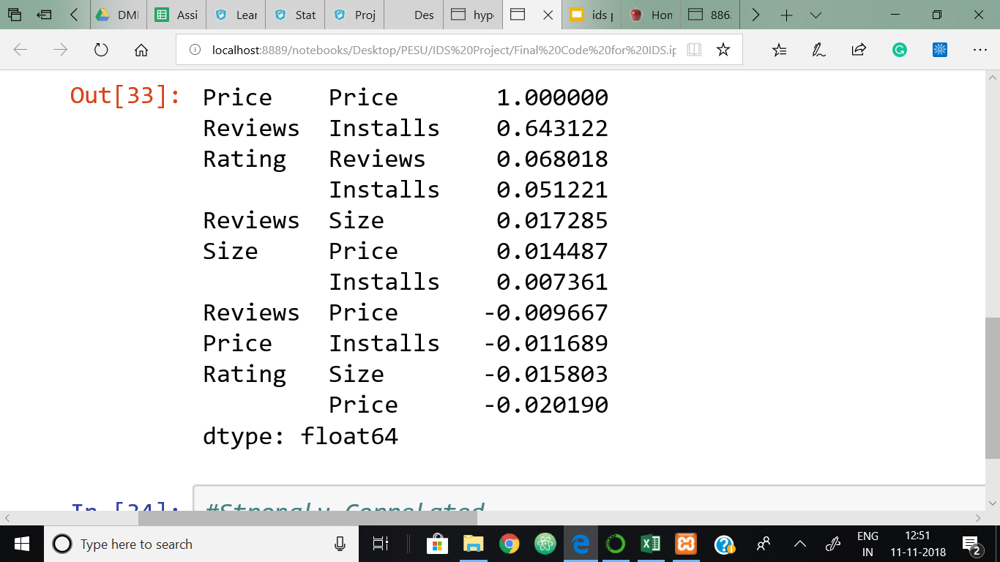 DMI Assi Lear Stat Proj Des hype ids p Hon 886
localhost:8889/notebooks/Desktop/PESU/IDS%20Project/Final%20Code%20for%20IDS.ip
Out[33]: Price Price 1.000000
Reviews Installs 0.643122
Rating Reviews 0.068018
Installs 0.051221
Reviews Size 0.017285
Size Price 0.014487
Installs 0.007361
Reviews Price -0.009667
Price Installs -0.011689
Rating Size -0.015803
Price -0.020190
dtype: float64
In [34]: #Strongly Correlated
Type here to search
ENG
IN
12:51
11-11-2018
2